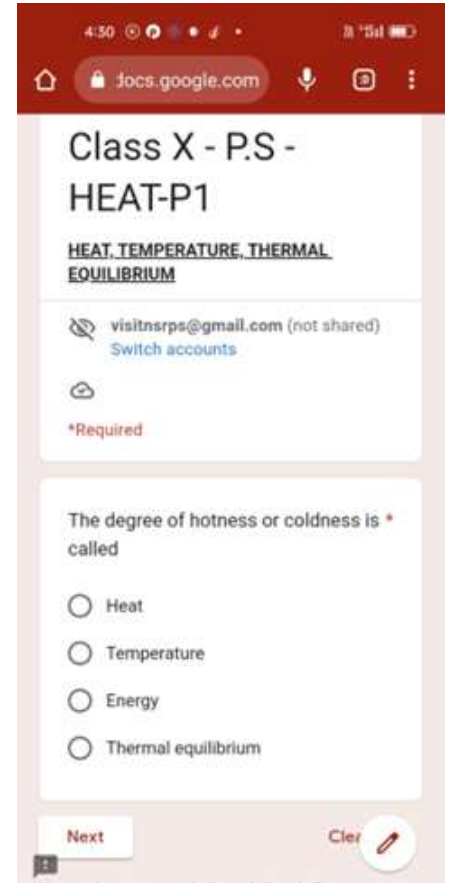 4:30
docs.google.com
Class X - P.S -
HEAT-P1
HEAT, TEMPERATURE, THERMAL
EQUILIBRIUM
visitnsrps@gmail.com (not shared)
Switch accounts
*Required
The degree of hotness or coldness is *
called
Heat
Temperature
Energy
Thermal equilibrium
Next